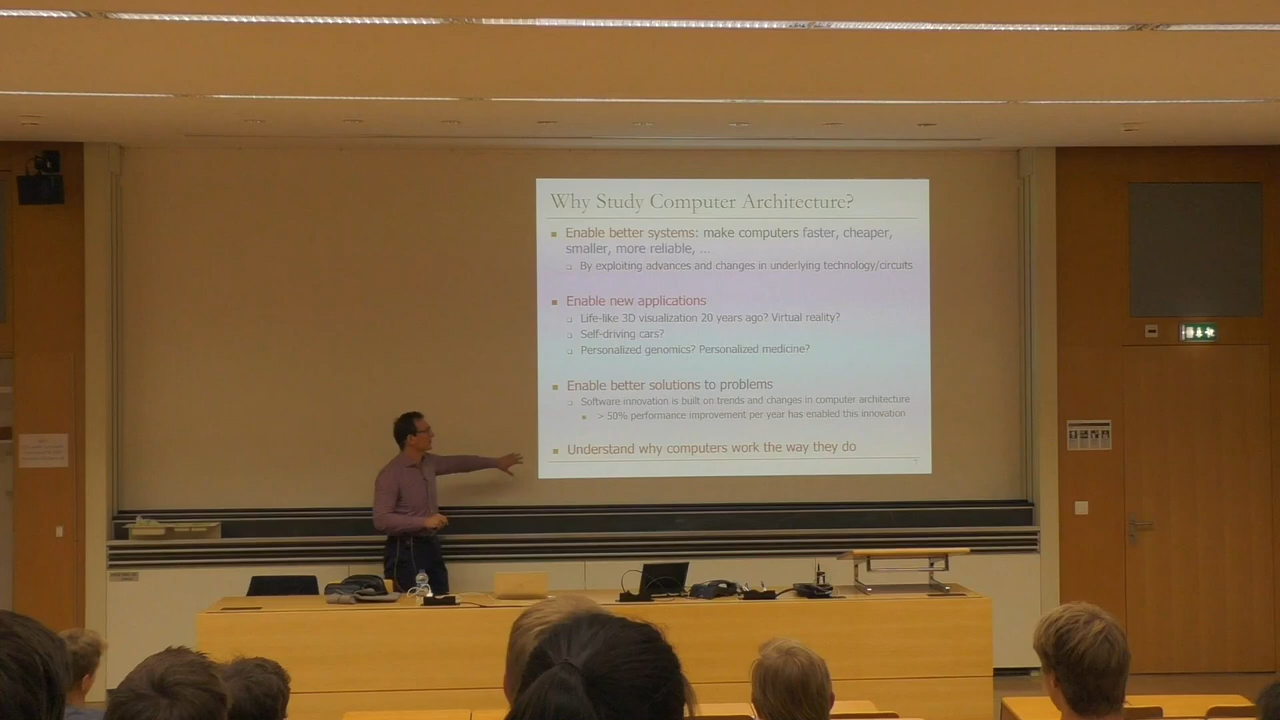 Why Study Computer Architecture?
Enable better systems: make computers faster, cheaper,
smaller, more reliable, ...
By exploiting advances and changes in underlying technology/circuits
Enable new applications
Life-like 3D visualization 20 years ago? Virtual reality?
Self-driving cars?
Personalized genomics? Personalized medicine?
Enable better solutions to problems
Software innovation is built on trends and changes in computer architecture
> 50% performance improvement per year has enabled this innovation
Understand why computers work the way they do